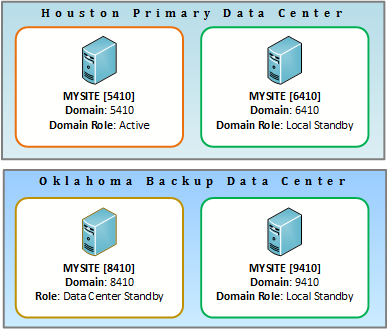 Houston Primary Data Center
MYSITE [5410]
Domain: 5410
Domain Role: Active
MYSITE [6410]
Domain: 6410
Domain Role: Local Standby
Oklahoma Backup Data Center
MYSITE [8410]
Domain: 8410
Role: Data Center Standby
MYSITE [9410]
Domain: 9410
Domain Role: Local Standby